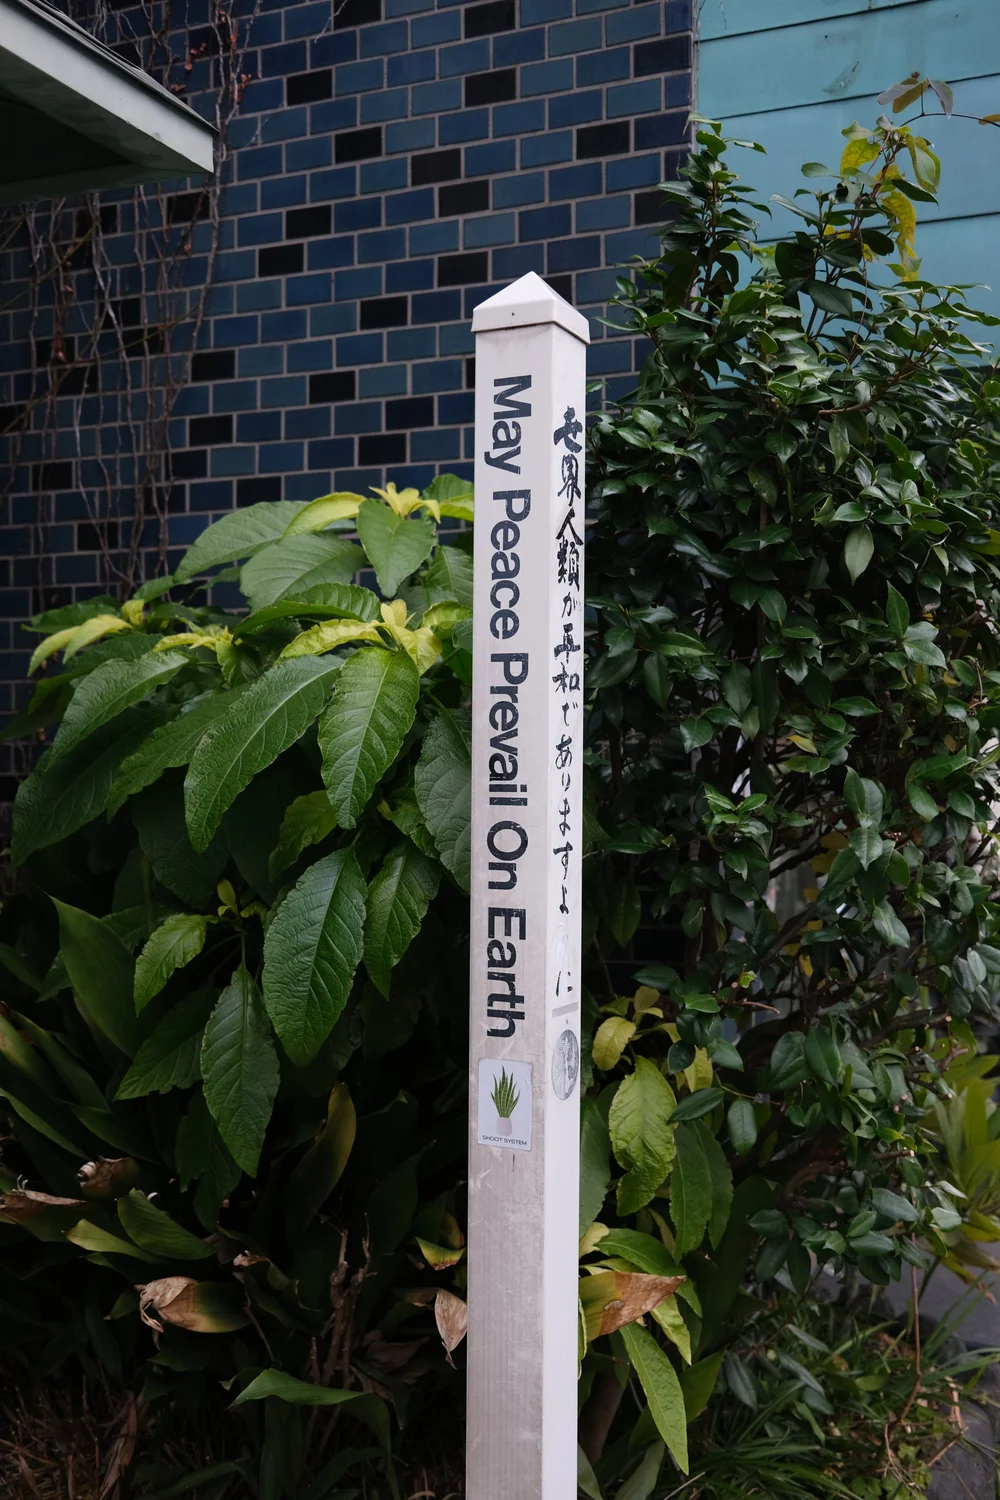 May Peace Prevail On Earth
世界人類が平和でありますよ に
SHOOT SYSTEM